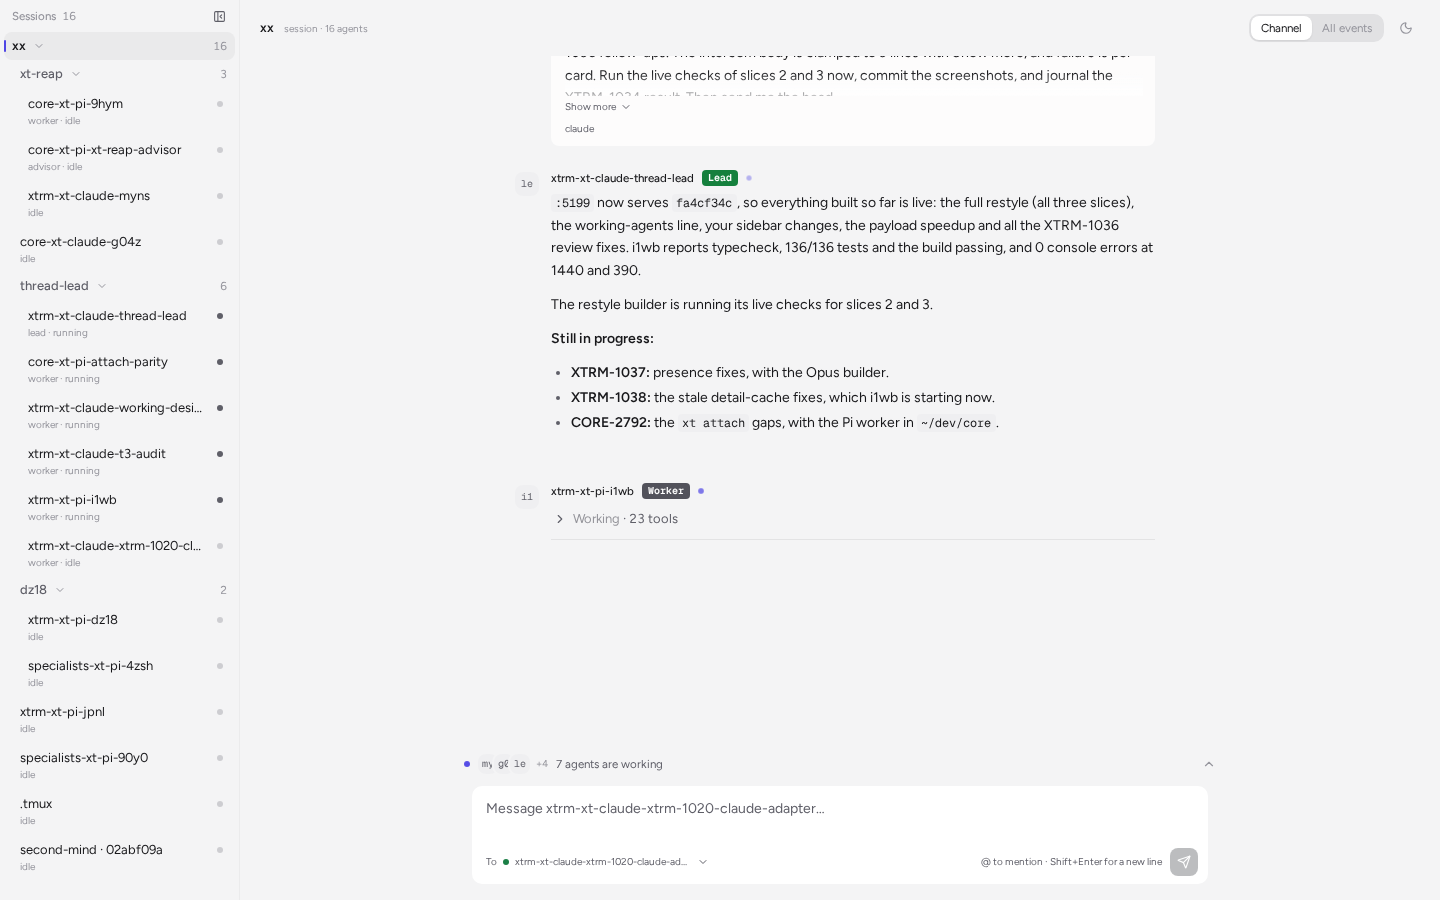 Sessions 16
xx 16
xt-reap 3
core-xt-pi-9hym
worker · idle
core-xt-pi-xt-reap-advisor
advisor · idle
xtrm-xt-claude-myns
idle
core-xt-claude-g04z
idle
thread-lead 6
xtrm-xt-claude-thread-lead
lead · running
core-xt-pi-attach-parity
worker · running
xtrm-xt-claude-working-desi...
worker · running
xtrm-xt-claude-t3-audit
worker · running
xtrm-xt-pi-i1wb
worker · running
xtrm-xt-claude-xtrm-1020-cl...
worker · idle
dz18 2
xtrm-xt-pi-dz18
idle
specialists-xt-pi-4zsh
idle
xtrm-xt-pi-jpnl
idle
specialists-xt-pi-90y0
idle
.tmux
idle
second-mind · 02abf09a
idle
xx session · 16 agents
Channel All events
card. Run the live checks of slices 2 and 3 now, commit the screenshots, and journal the
Show more
claude
le xtrm-xt-claude-thread-lead Lead
:5199 now serves fa4cf34c , so everything built so far is live: the full restyle (all three slices),
the working-agents line, your sidebar changes, the payload speedup and all the XTRM-1036
review fixes. i1wb reports typecheck, 136/136 tests and the build passing, and 0 console errors at
1440 and 390.
The restyle builder is running its live checks for slices 2 and 3.
Still in progress:
• XTRM-1037: presence fixes, with the Opus builder.
• XTRM-1038: the stale detail-cache fixes, which i1wb is starting now.
• CORE-2792: the xt attach gaps, with the Pi worker in ~/dev/core .
i1 xtrm-xt-pi-i1wb Worker
Working · 23 tools
my g0 le +4 7 agents are working
Message xtrm-xt-claude-xtrm-1020-claude-adapter...
To xtrm-xt-claude-xtrm-1020-claude-ad... @ to mention · Shift+Enter for a new line